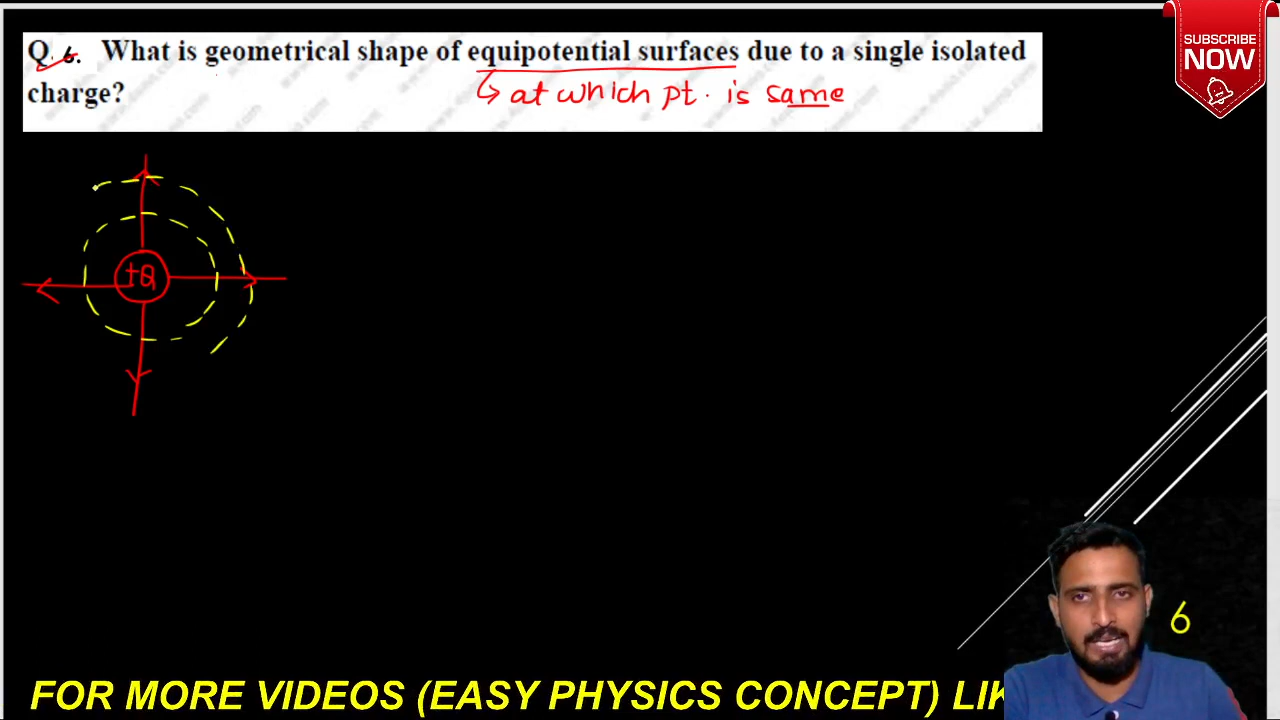 Q. 6. What is geometrical shape of equipotential surfaces due to a single isolated
charge?
↳ at which pt. is same
+Q
SUBSCRIBE
NOW
6
FOR MORE VIDEOS (EASY PHYSICS CONCEPT) LIK